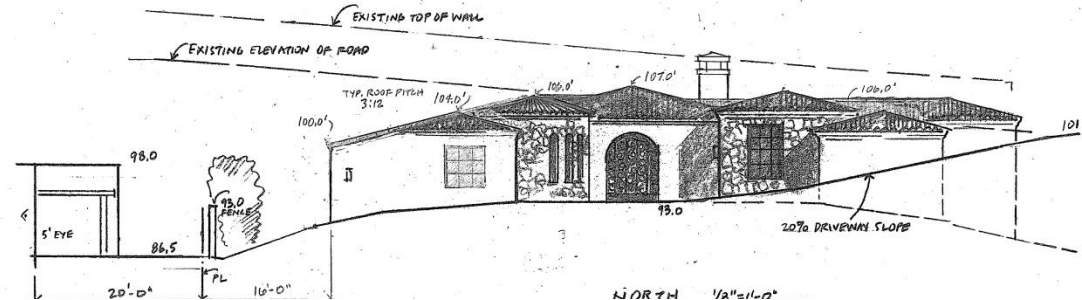 EXISTING TOP OF WALL
EXISTING ELEVATION OF ROAD
TYP. ROOF PITCH
3:12
100.0'
104.0'
106.0'
107.0'
106.0'
101
98.0
93.0
FENCE
5' EYE
86.5
93.0
20% DRIVEWAY SLOPE
PL
20'-0"
16'-0"
NORTH 1/8"=1'-0"